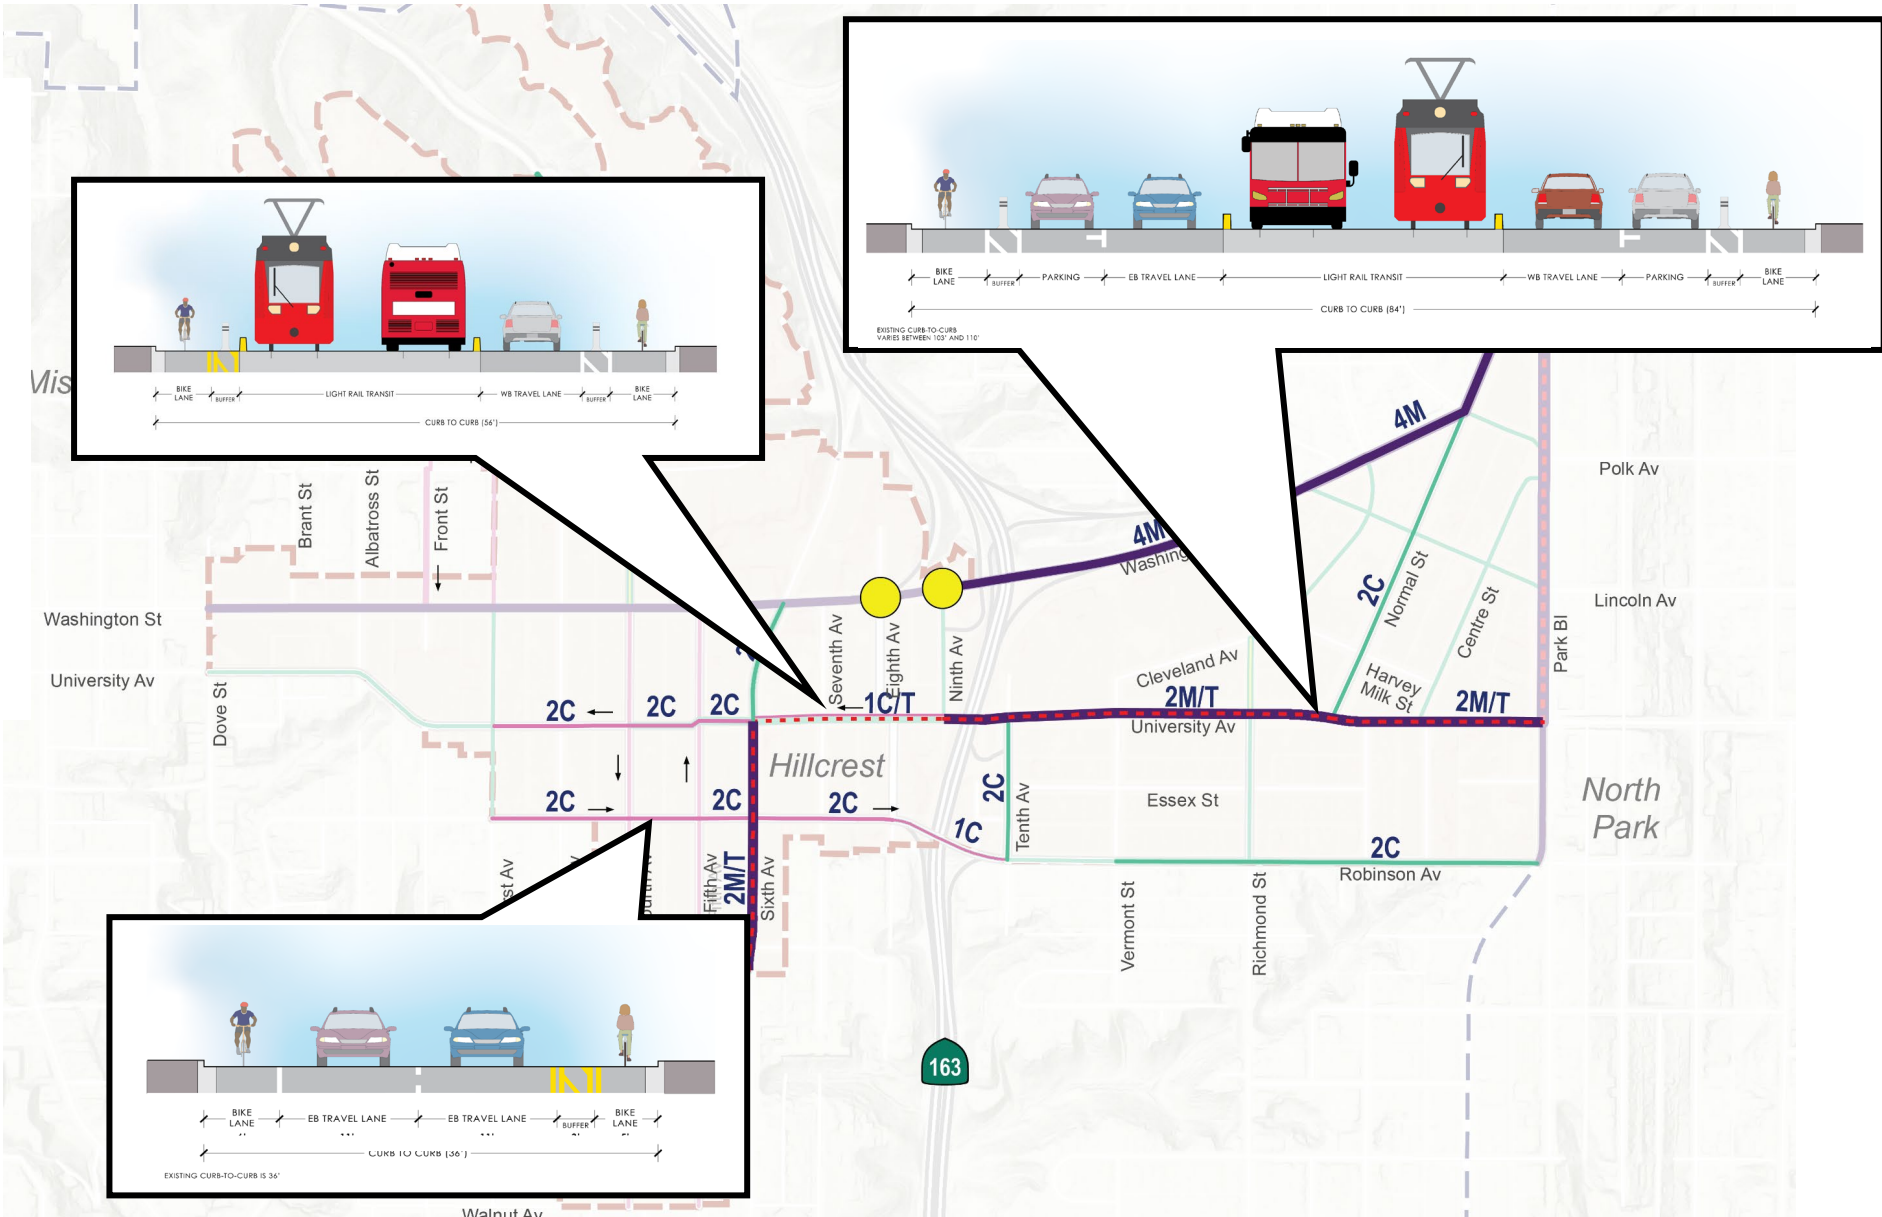 BIKE
LANE
BUFFER
PARKING
EB TRAVEL LANE
LIGHT RAIL TRANSIT
WB TRAVEL LANE
PARKING
BUFFER
BIKE
LANE
CURB TO CURB (84')
EXISTING CURB-TO-CURB
VARIES BETWEEN 103' AND 110'
BIKE
LANE
BUFFER
LIGHT RAIL TRANSIT
WB TRAVEL LANE
BUFFER
BIKE
LANE
CURB TO CURB (56')
Mis
4M
Polk Av
Brant St
Albatross St
Front St
4M
Washing
2C
Normal St
Centre St
Lincoln Av
Park Bl
Washington St
University Av
Dove St
Seventh Av
Eighth Av
Ninth Av
Cleveland Av
Harvey
Milk St
2C
2C
2C
1C/T
2M/T
2M/T
University Av
Hillcrest
2C
2C
2C
1C
2C
Tenth Av
Essex St
North
Park
2C
Robinson Av
Fifth Av
2M/T
Sixth Av
Vermont St
Richmond St
163
BIKE
LANE
EB TRAVEL LANE
EB TRAVEL LANE
BUFFER
BIKE
LANE
CURB TO CURB (36')
EXISTING CURB-TO-CURB IS 36'
Walnut Av